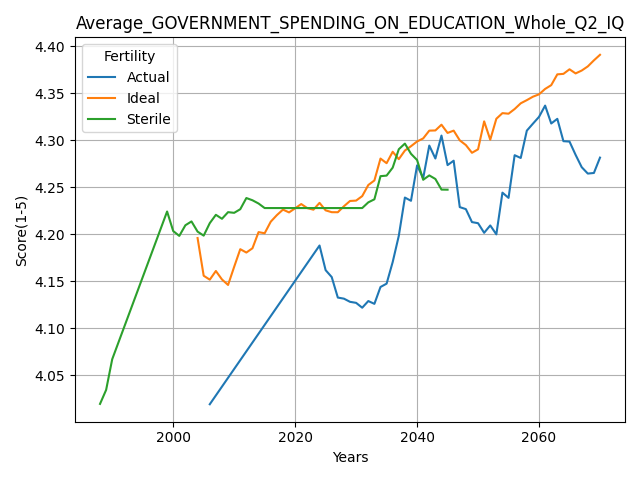 Average_GOVERNMENT_SPENDING_ON_EDUCATION_Whole_Q2_IQ
Fertility
Actual
Ideal
Sterile
Score(1-5)
4.40
4.35
4.30
4.25
4.20
4.15
4.10
4.05
2000 2020 2040 2060
Years